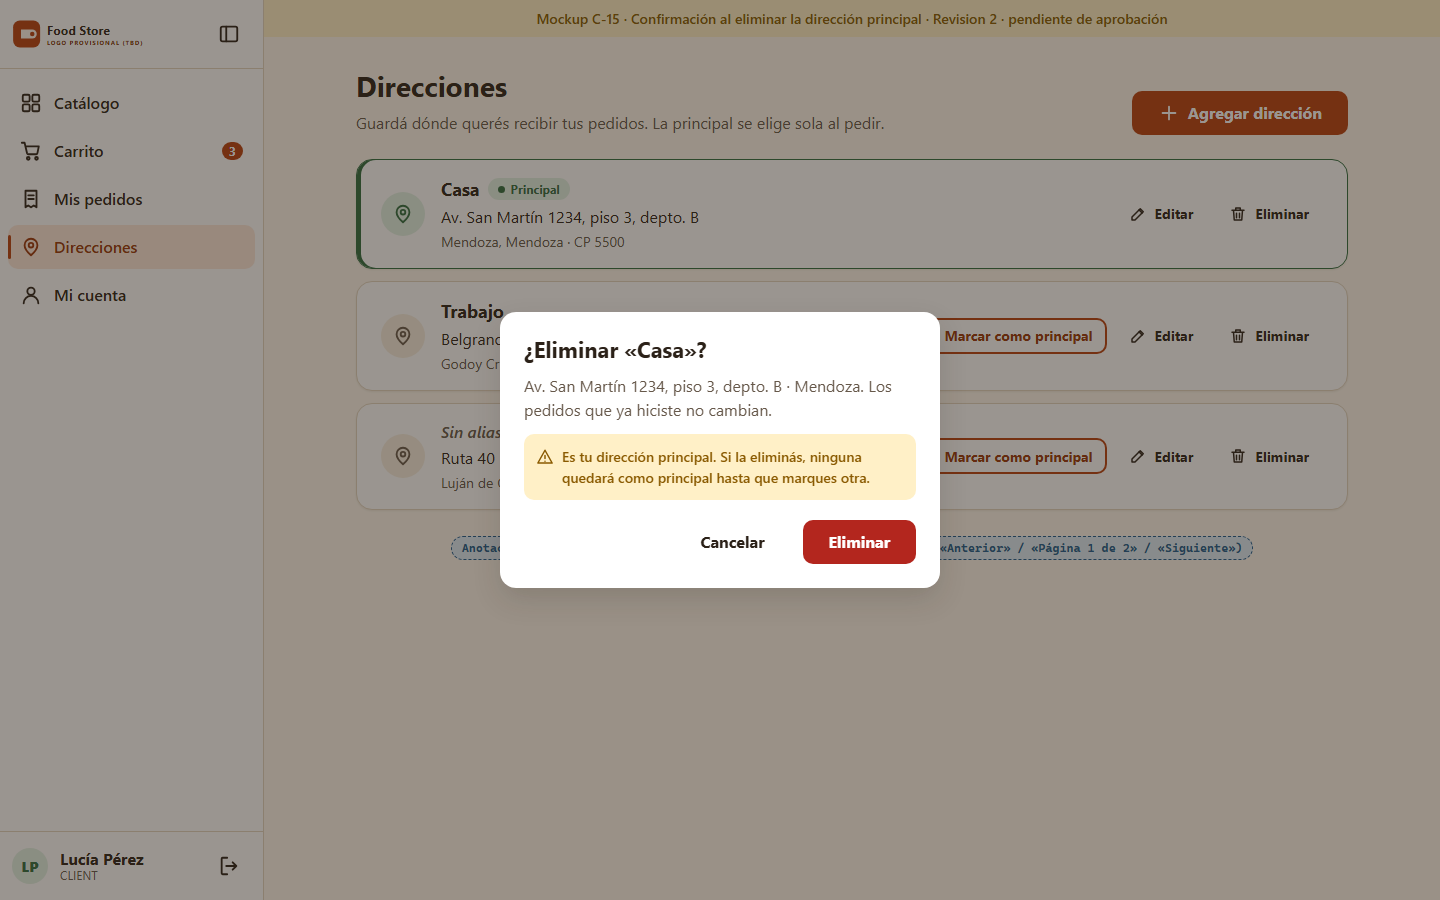 Food Store
LOGO PROVISIONAL (TBD)
Catálogo
Carrito
3
Mis pedidos
Direcciones
Mi cuenta
LP
Lucía Pérez
CLIENT
Mockup C-15 · Confirmación al eliminar la dirección principal · Revision 2 · pendiente de aprobación
Direcciones
Guardá dónde querés recibir tus pedidos. La principal se elige sola al pedir.
Agregar dirección
Casa
Principal
Av. San Martín 1234, piso 3, depto. B
Mendoza, Mendoza · CP 5500
Editar
Eliminar
Trabajo
Godoy
Marcar como principal
Editar
Eliminar
Sin alias
Ruta 40
Luján de
Marcar como principal
Editar
Eliminar
«Anterior» / «Página 1 de 2» / «Siguiente»)
¿Eliminar «Casa»?
Av. San Martín 1234, piso 3, depto. B · Mendoza. Los
pedidos que ya hiciste no cambian.
Es tu dirección principal. Si la eliminás, ninguna
quedará como principal hasta que marques otra.
Cancelar
Eliminar